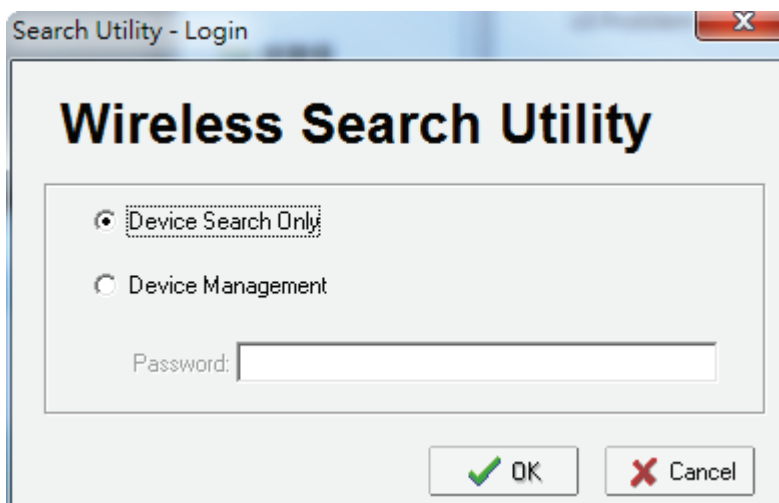 Search Utility - Login
Wireless Search Utility
Device Search Only
Device Management
Password:
OK
Cancel